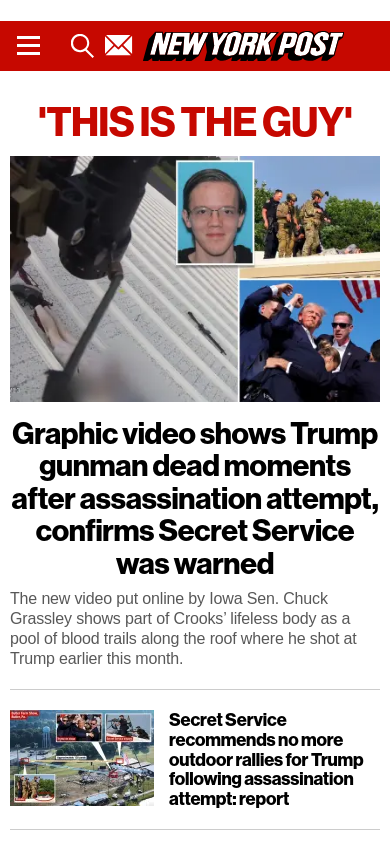 NEW YORK POST
'THIS IS THE GUY'
Graphic video shows Trump
gunman dead moments
after assassination attempt,
confirms Secret Service
was warned
The new video put online by Iowa Sen. Chuck
Grassley shows part of Crooks’ lifeless body as a
pool of blood trails along the roof where he shot at
Trump earlier this month.
Secret Service
recommends no more
outdoor rallies for Trump
following assassination
attempt: report